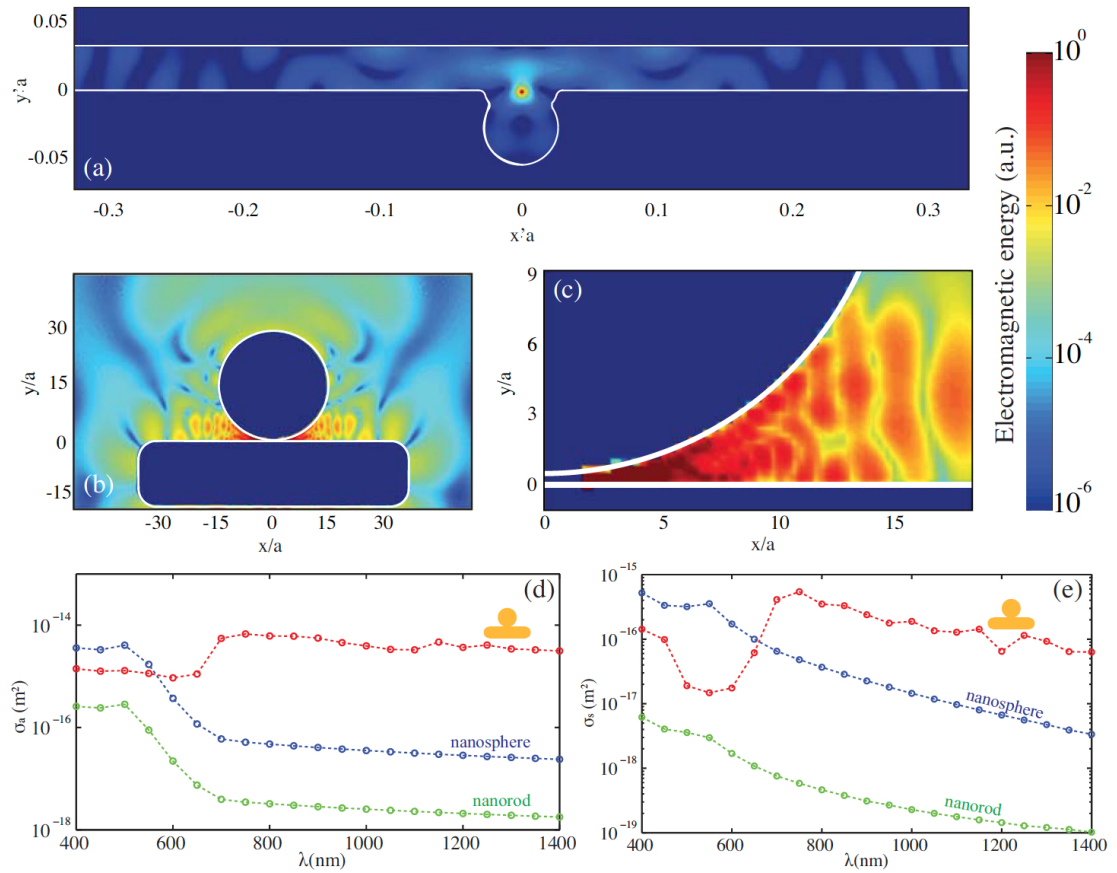 0.05
0
-0.05
y'·a
(a)
-0.3
-0.2
-0.1
0
0.1
0.2
0.3
x'·a
10^0
10^-2
10^-4
10^-6
Electromagnetic energy (a.u.)
30
15
0
-15
y/a
(b)
-30
-15
0
15
30
x/a
9
6
3
0
y/a
(c)
0
5
10
15
x/a
(d)
10^-14
10^-16
10^-18
σa (m²)
nanosphere
nanorod
400
600
800
1000
1200
1400
λ(nm)
(e)
10^-15
10^-16
10^-17
10^-18
10^-19
σs (m²)
nanosphere
nanorod
400
600
800
1000
1200
1400
λ(nm)